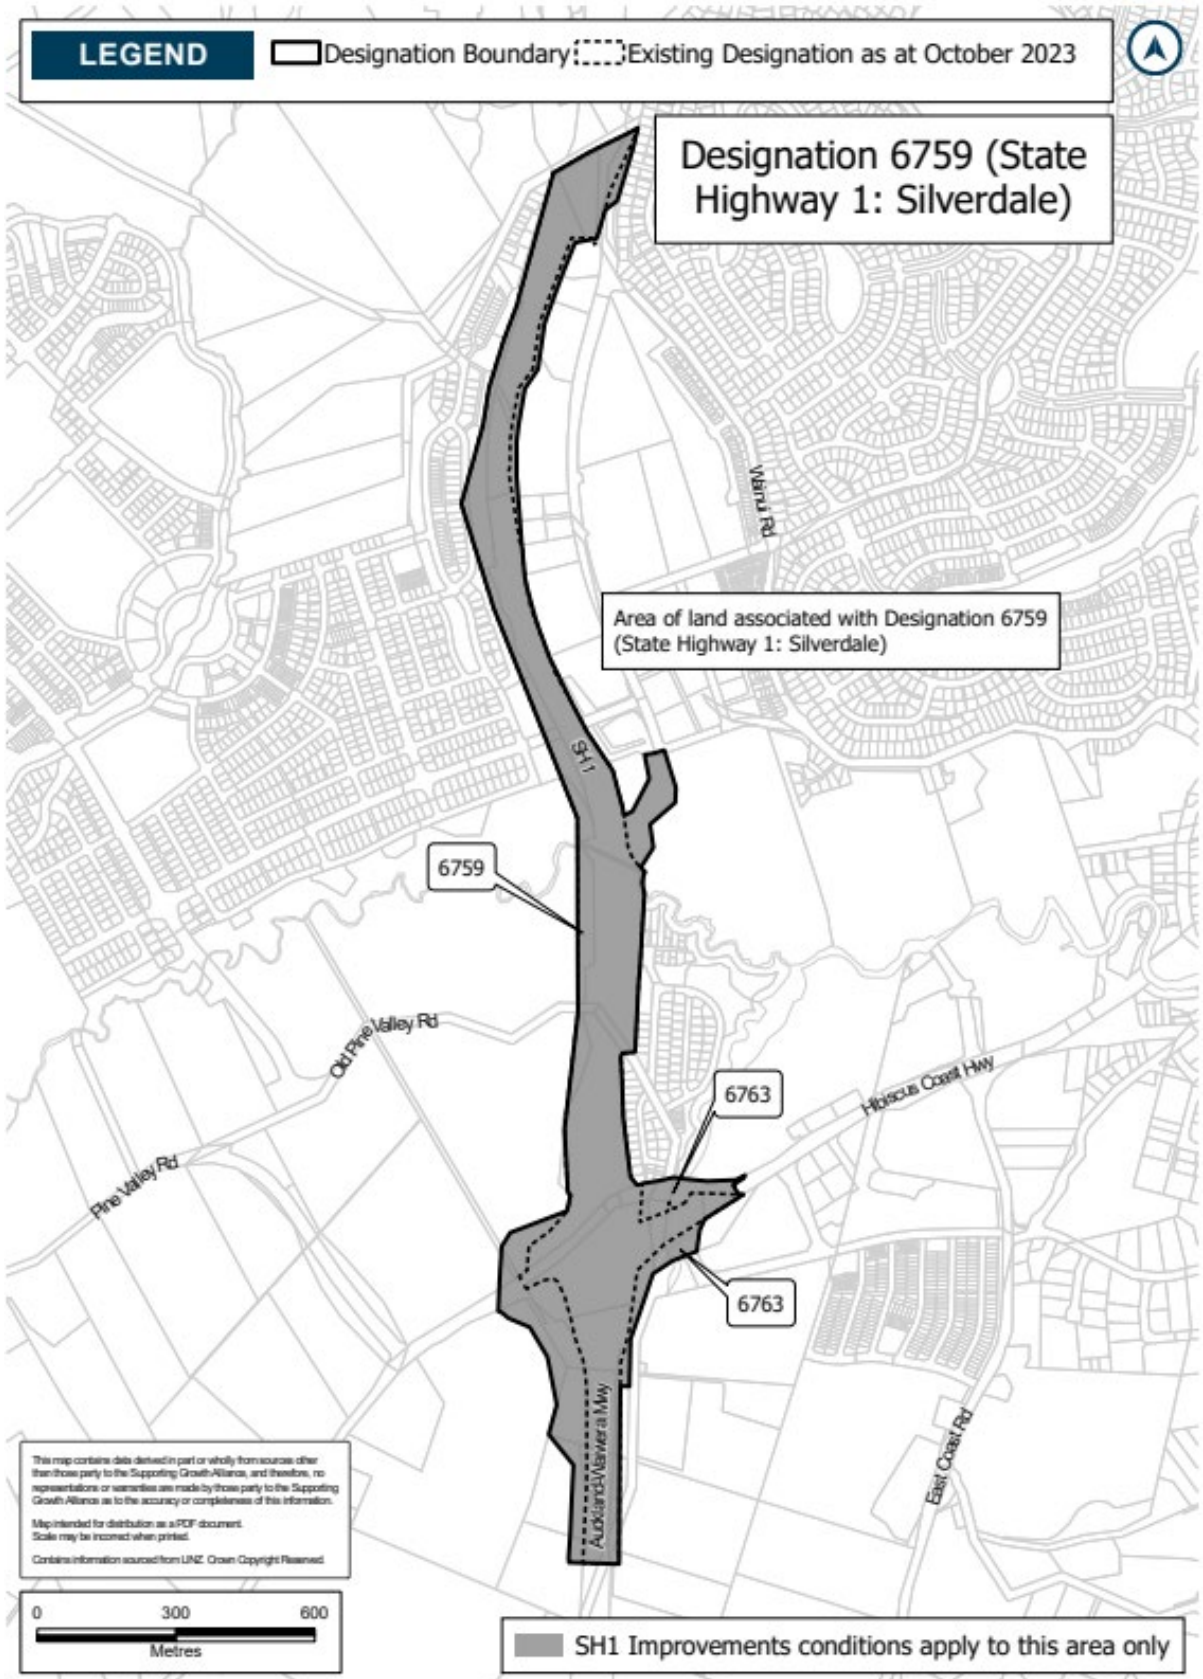 LEGEND
Designation Boundary
Existing Designation as at October 2023
Designation 6759 (State
Highway 1: Silverdale)
Wainui Rd
Area of land associated with Designation 6759
(State Highway 1: Silverdale)
SH 1
6759
Old Pine Valley Rd
6763
Hibiscus Coast Hwy
Pine Valley Rd
6763
Auckland-Waiwera Mwy
East Coast Rd
This map contains data derived in part or wholly from sources other
than those party to the Supporting Growth Alliance, and therefore, no
representations or warranties are made by those party to the Supporting
Growth Alliance as to the accuracy or completeness of this information.
Map intended for distribution as a PDF document.
Scale may be incorrect when printed.
Contains information sourced from LINZ. Crown Copyright Reserved.
0 300 600
Metres
SH1 Improvements conditions apply to this area only